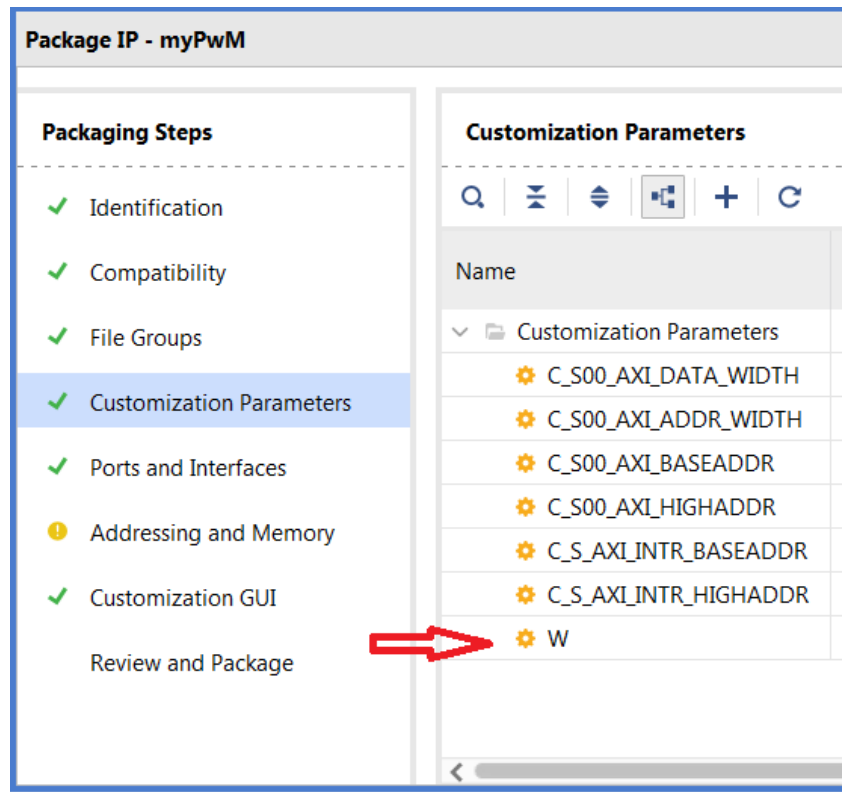 Package IP - myPwM
Packaging Steps
Identification
Compatibility
File Groups
Customization Parameters
Ports and Interfaces
Addressing and Memory
Customization GUI
Review and Package
Customization Parameters
Name
Customization Parameters
C_S00_AXI_DATA_WIDTH
C_S00_AXI_ADDR_WIDTH
C_S00_AXI_BASEADDR
C_S00_AXI_HIGHADDR
C_S_AXI_INTR_BASEADDR
C_S_AXI_INTR_HIGHADDR
W